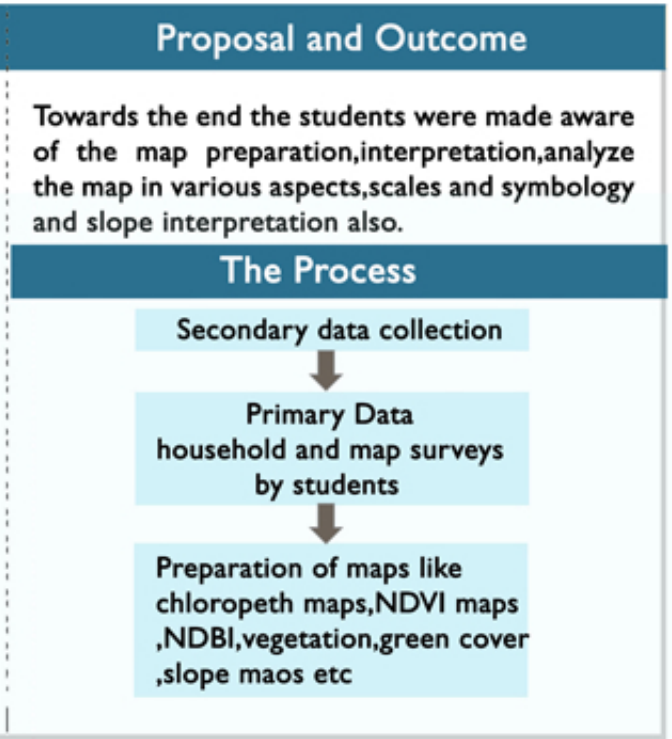 Proposal and Outcome
Towards the end the students were made aware
of the map preparation,interpretation,analyze
the map in various aspects,scales and symbology
and slope interpretation also.
The Process
Secondary data collection
Primary Data
household and map surveys
by students
Preparation of maps like
chloropeth maps,NDVI maps
,NDBI,vegetation,green cover
,slope maos etc